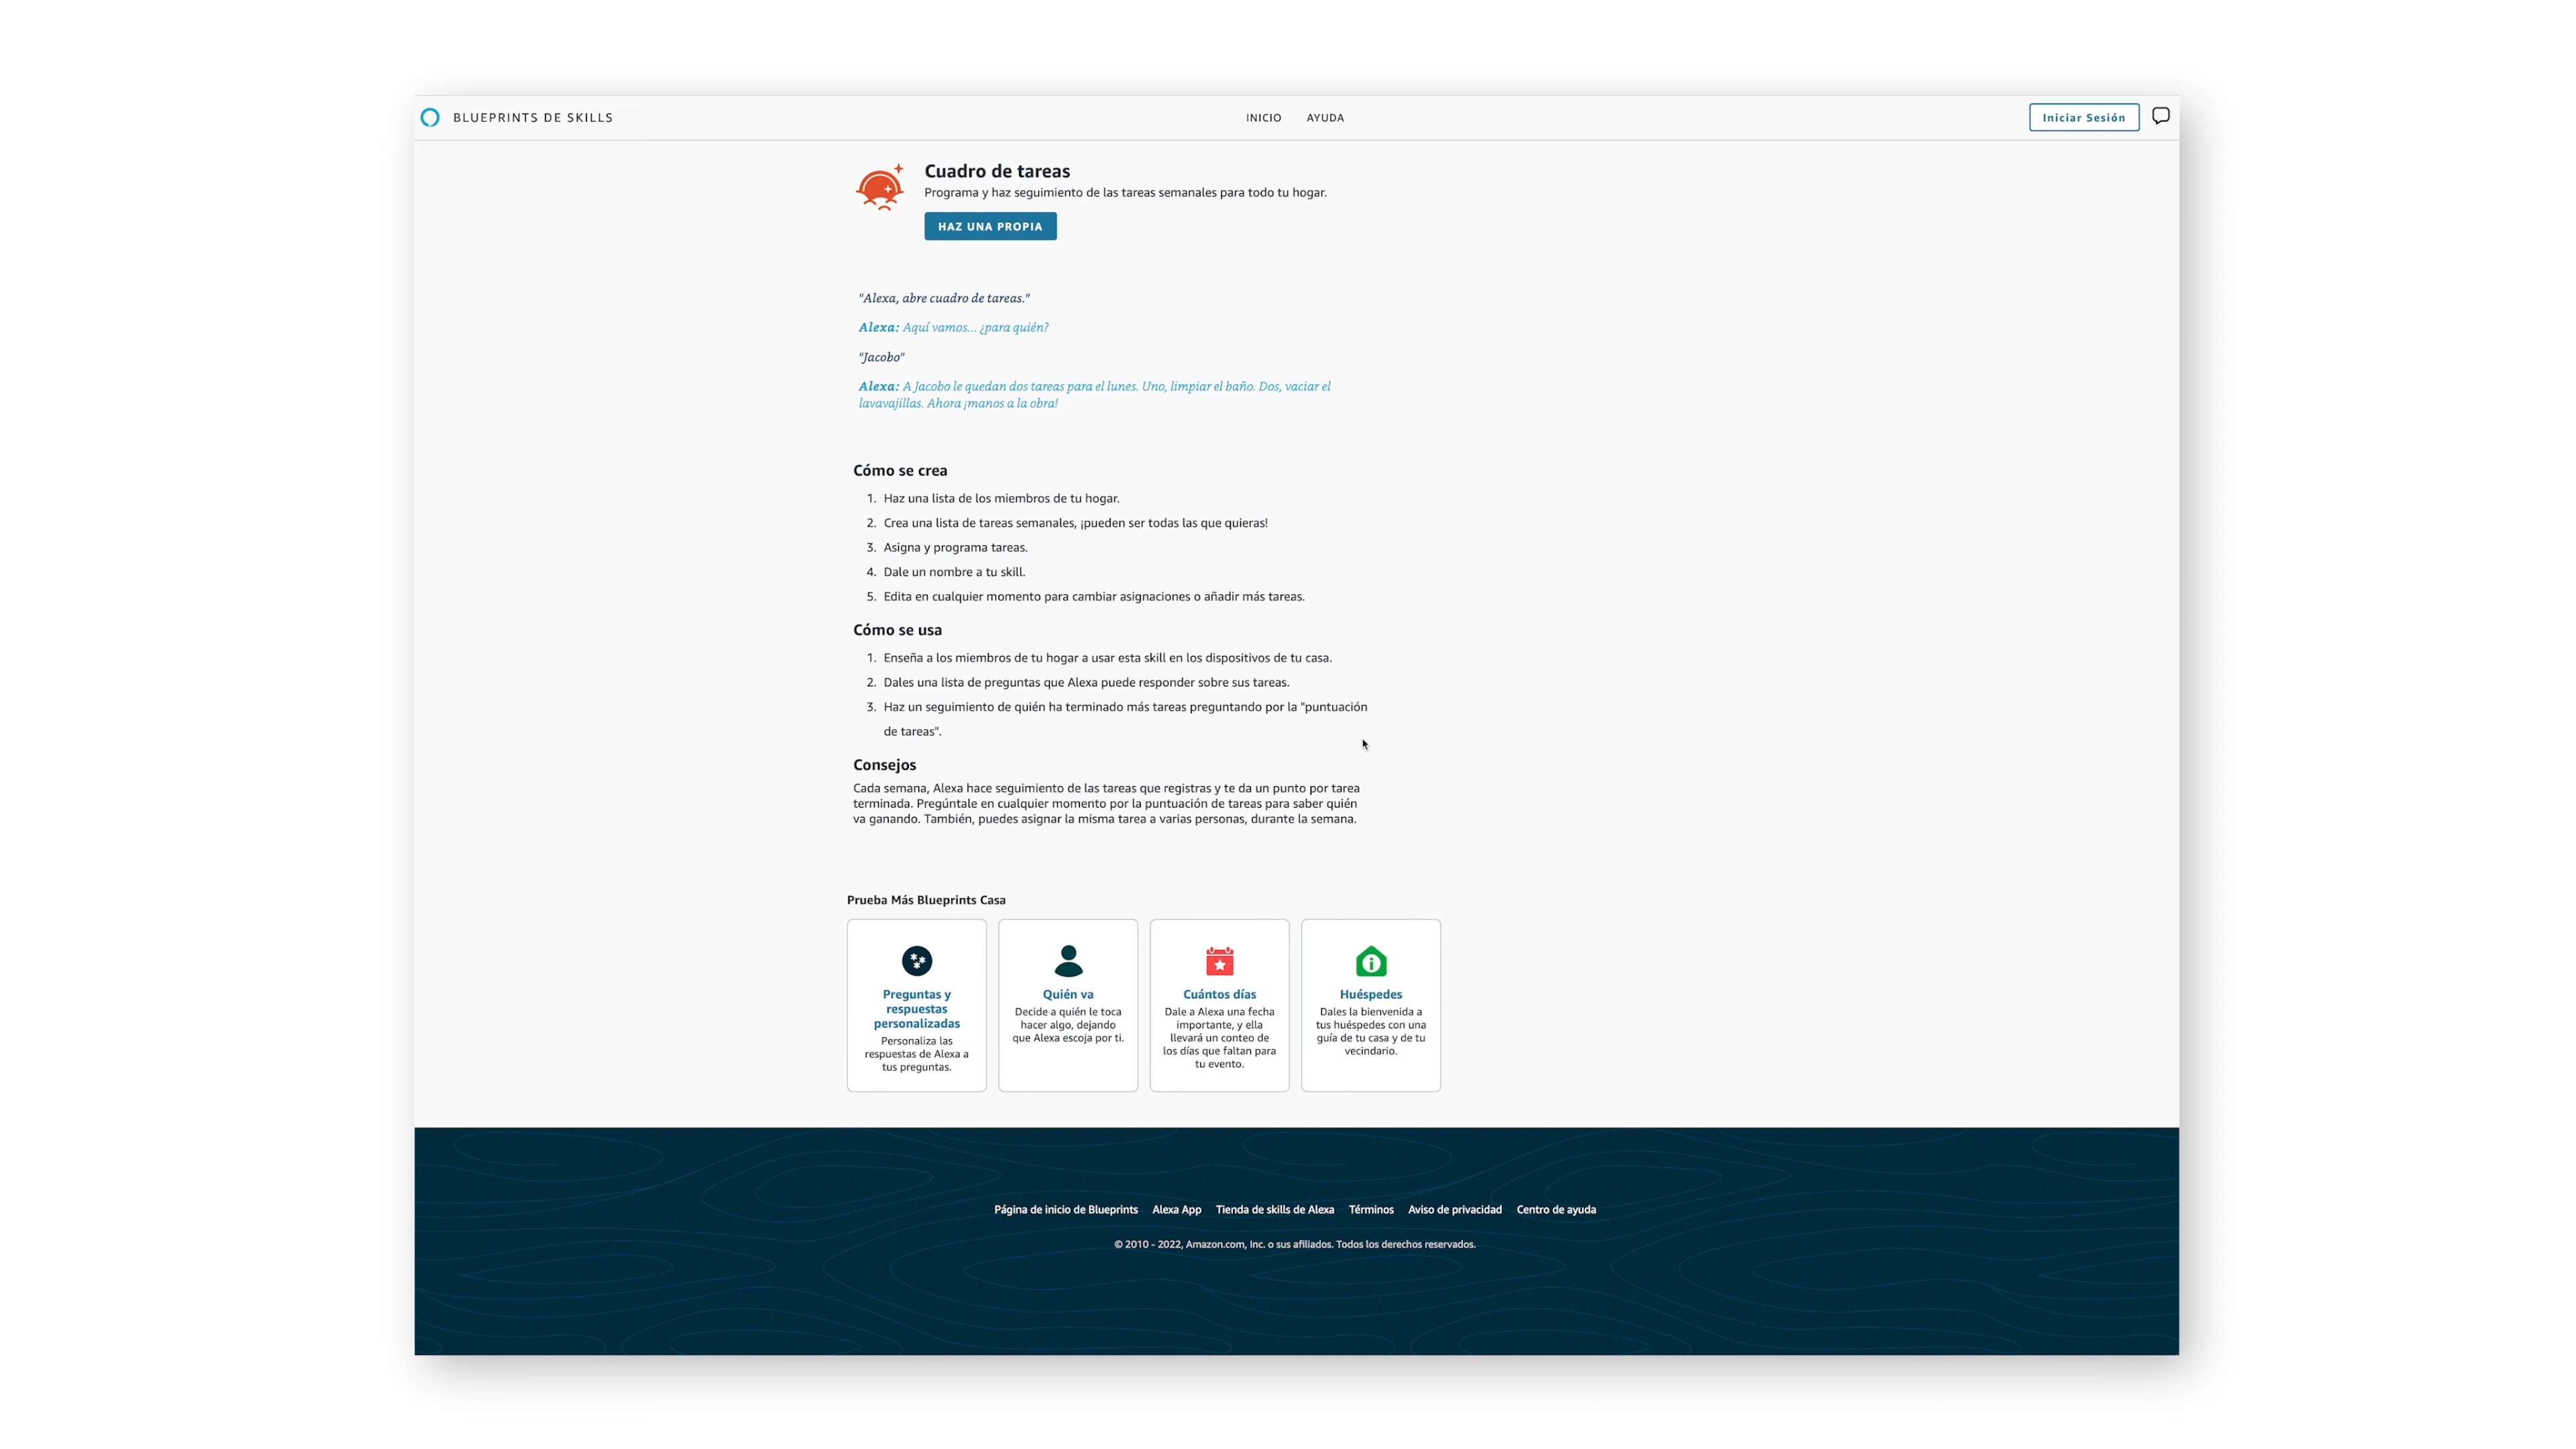 BLUEPRINTS DE SKILLS
INICIO AYUDA
Iniciar Sesión
Cuadro de tareas
Programa y haz seguimiento de las tareas semanales para todo tu hogar.
HAZ UNA PROPIA
"Alexa, abre cuadro de tareas."
Alexa: Aquí vamos... ¿para quién?
"Jacobo"
Alexa: A Jacobo le quedan dos tareas para el lunes. Uno, limpiar el baño. Dos, vaciar el
lavavajillas. Ahora ¡manos a la obra!
Cómo se crea
1. Haz una lista de los miembros de tu hogar.
2. Crea una lista de tareas semanales, ¡pueden ser todas las que quieras!
3. Asigna y programa tareas.
4. Dale un nombre a tu skill.
5. Edita en cualquier momento para cambiar asignaciones o añadir más tareas.
Cómo se usa
1. Enseña a los miembros de tu hogar a usar esta skill en los dispositivos de tu casa.
2. Dales una lista de preguntas que Alexa puede responder sobre sus tareas.
3. Haz un seguimiento de quién ha terminado más tareas preguntando por la "puntuación
de tareas".
Consejos
Cada semana, Alexa hace seguimiento de las tareas que registras y te da un punto por tarea
terminada. Pregúntale en cualquier momento por la puntuación de tareas para saber quién
va ganando. También, puedes asignar la misma tarea a varias personas, durante la semana.
Prueba Más Blueprints Casa
Preguntas y
respuestas
personalizadas
Personaliza las
respuestas de Alexa a
tus preguntas.
Quién va
Decide a quién le toca
hacer algo, dejando
que Alexa escoja por ti.
Cuántos días
Dale a Alexa una fecha
importante, y ella
llevará un conteo de
los días que faltan para
tu evento.
Huéspedes
Dales la bienvenida a
tus huéspedes con una
guía de tu casa y de tu
vecindario.
Página de inicio de Blueprints Alexa App Tienda de skills de Alexa Términos Aviso de privacidad Centro de ayuda
© 2010 - 2022, Amazon.com, Inc. o sus afiliados. Todos los derechos reservados.